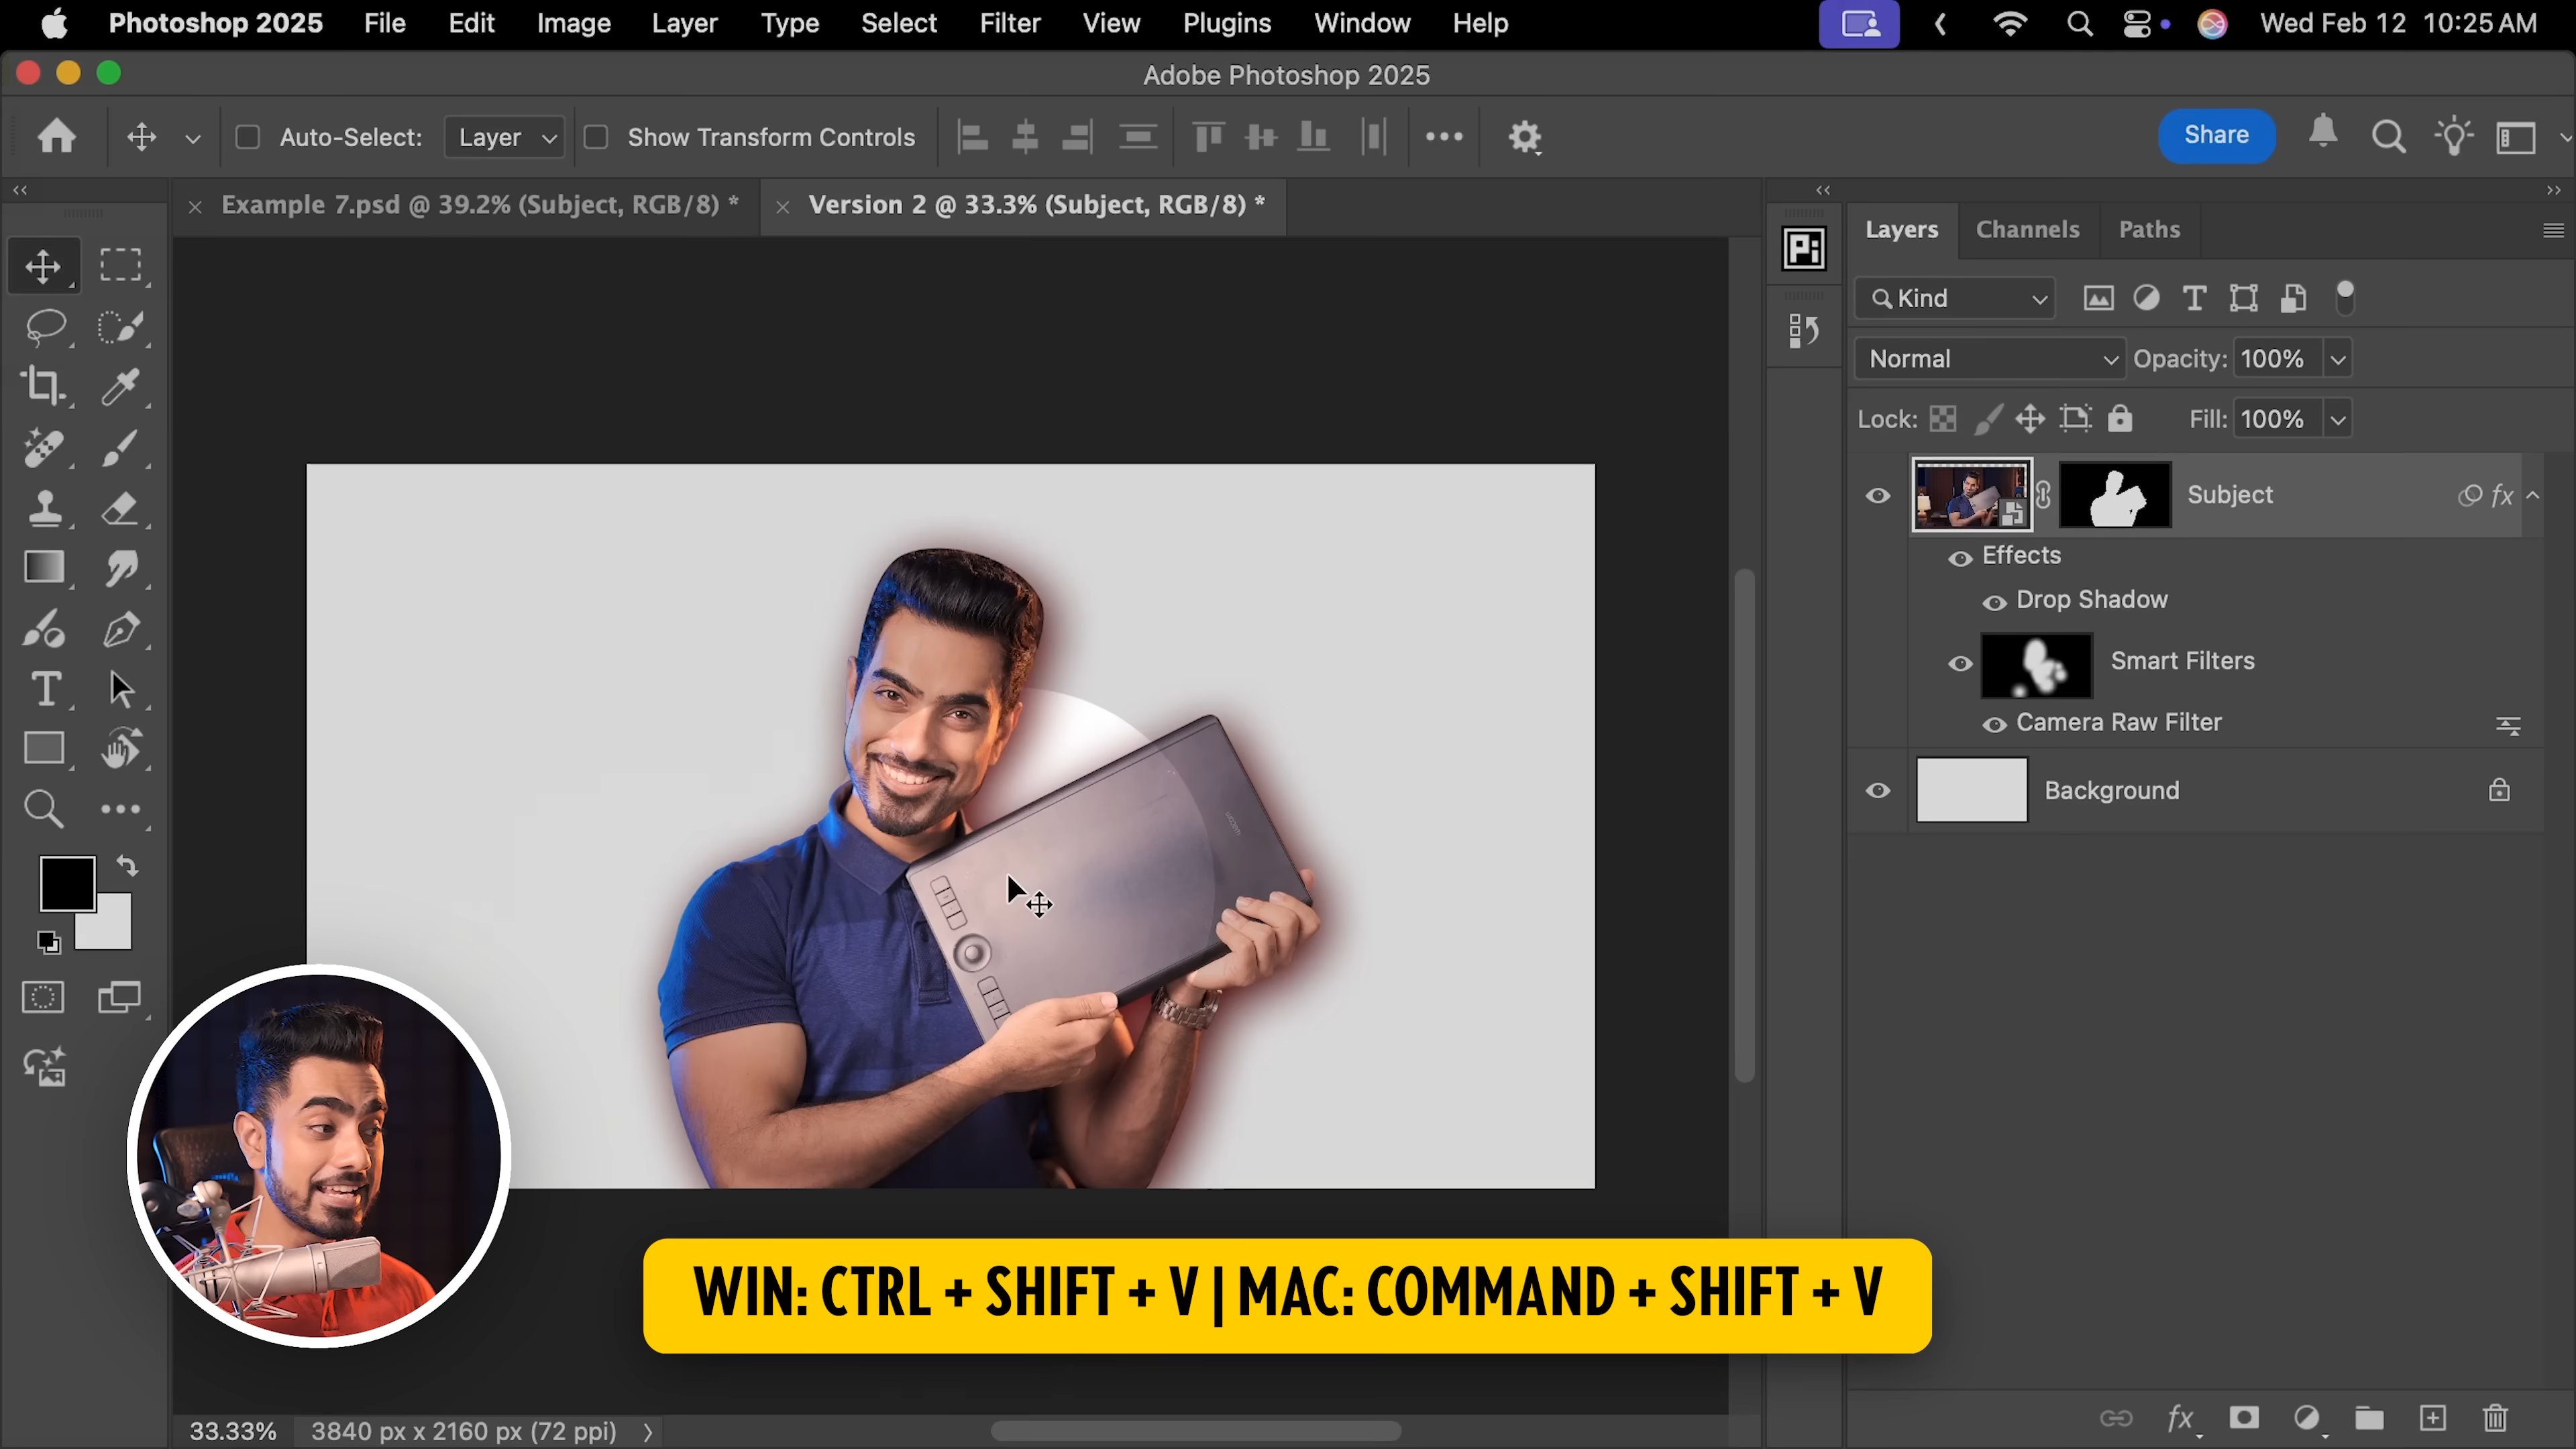 Photoshop 2025 File Edit Image Layer Type Select Filter View Plugins Window Help Wed Feb 12 10:25 AM
Adobe Photoshop 2025
Auto-Select: Layer Show Transform Controls Share
Example 7.psd @ 39.2% (Subject, RGB/8) * Version 2 @ 33.3% (Subject, RGB/8) *
Layers Channels Paths
Pi
Kind
Normal Opacity: 100%
Lock: Fill: 100%
Subject fx
Effects
Drop Shadow
Smart Filters
Camera Raw Filter
Background
wacom
WIN: CTRL + SHIFT + V | MAC: COMMAND + SHIFT + V
33.33% 3840 px x 2160 px (72 ppi)
fx